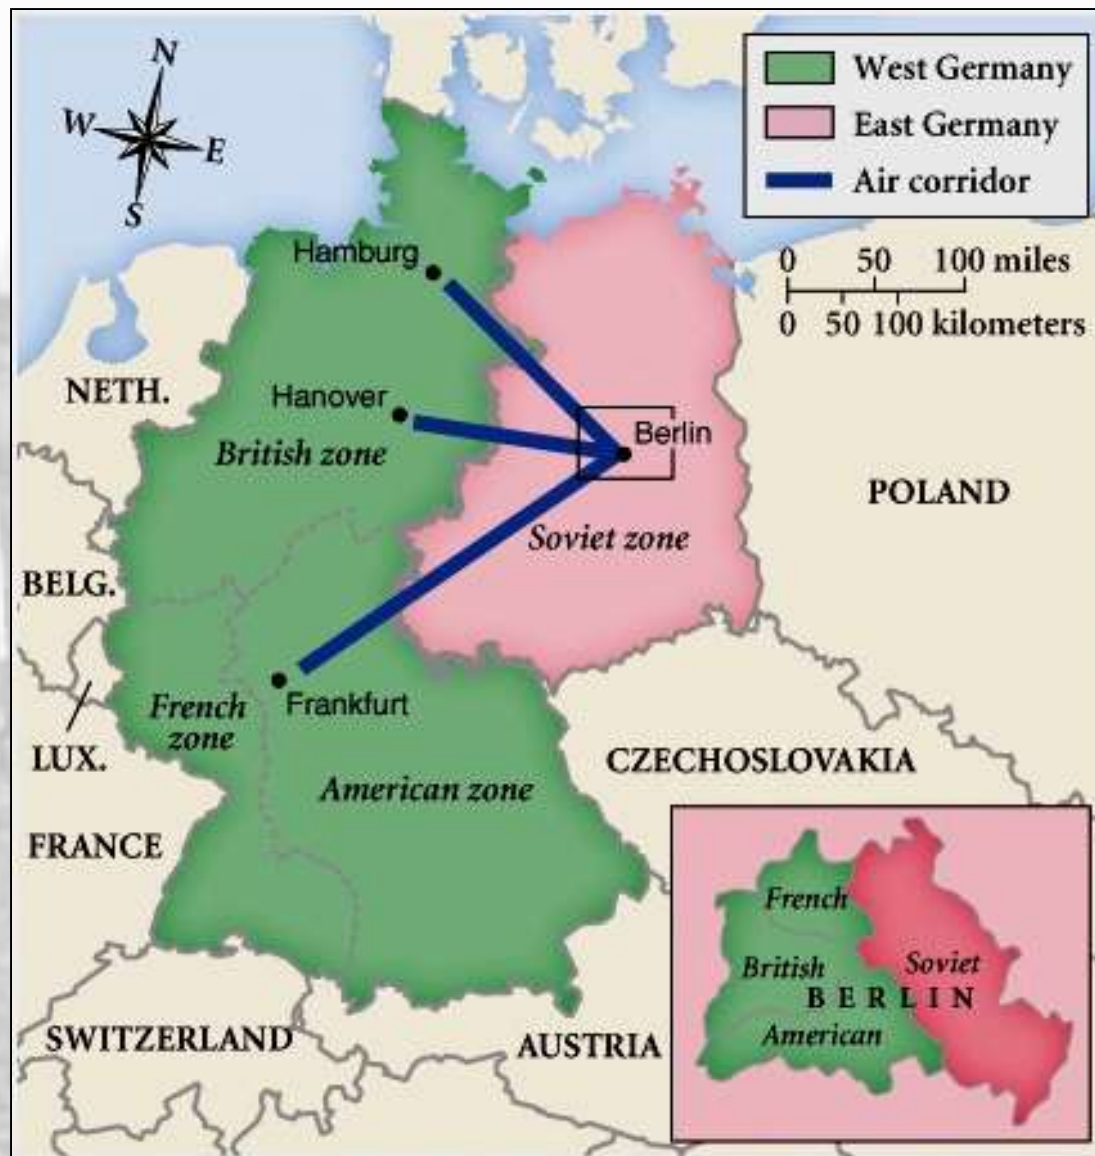 N
W
E
S
West Germany
East Germany
Air corridor
0 50 100 miles
0 50 100 kilometers
Hamburg
Hanover
British zone
Berlin
Soviet zone
NETH.
BELG.
LUX.
FRANCE
POLAND
Frankfurt
French
zone
American zone
CZECHOSLOVAKIA
SWITZERLAND
AUSTRIA
French
British
Soviet
BERLIN
American